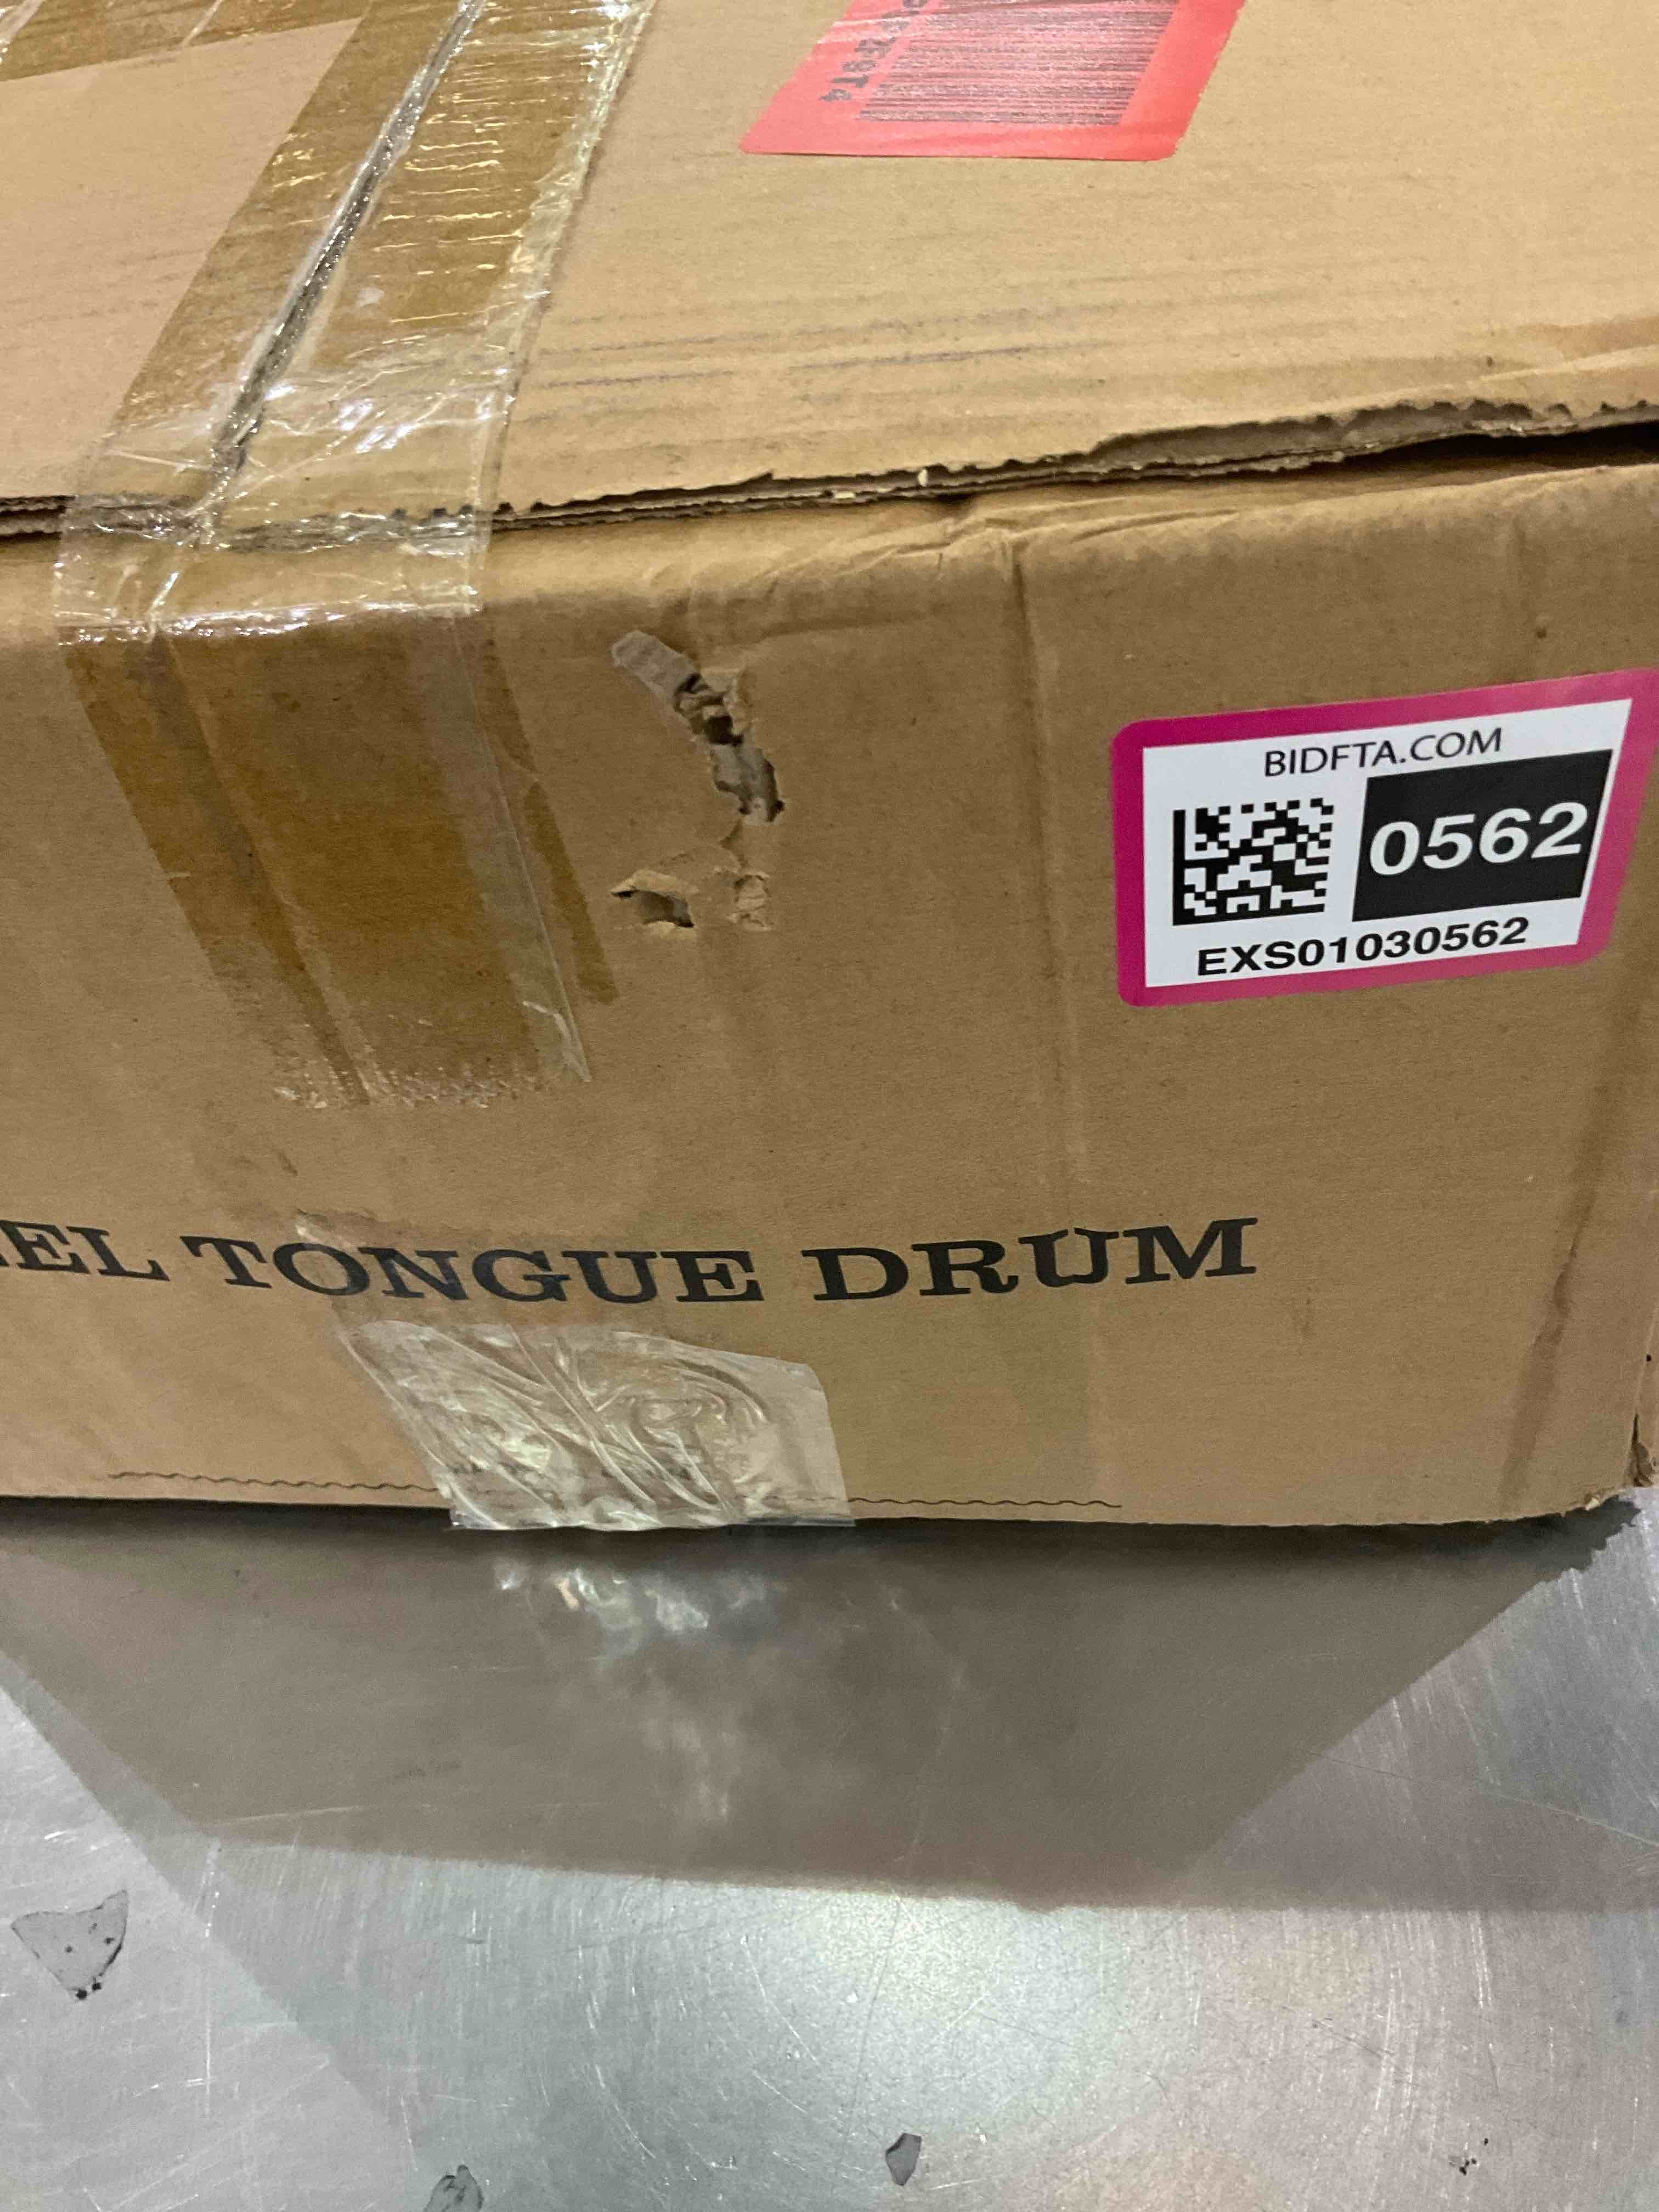 BIDFTA.COM
0562
EXS01030562
EL TONGUE DRUM